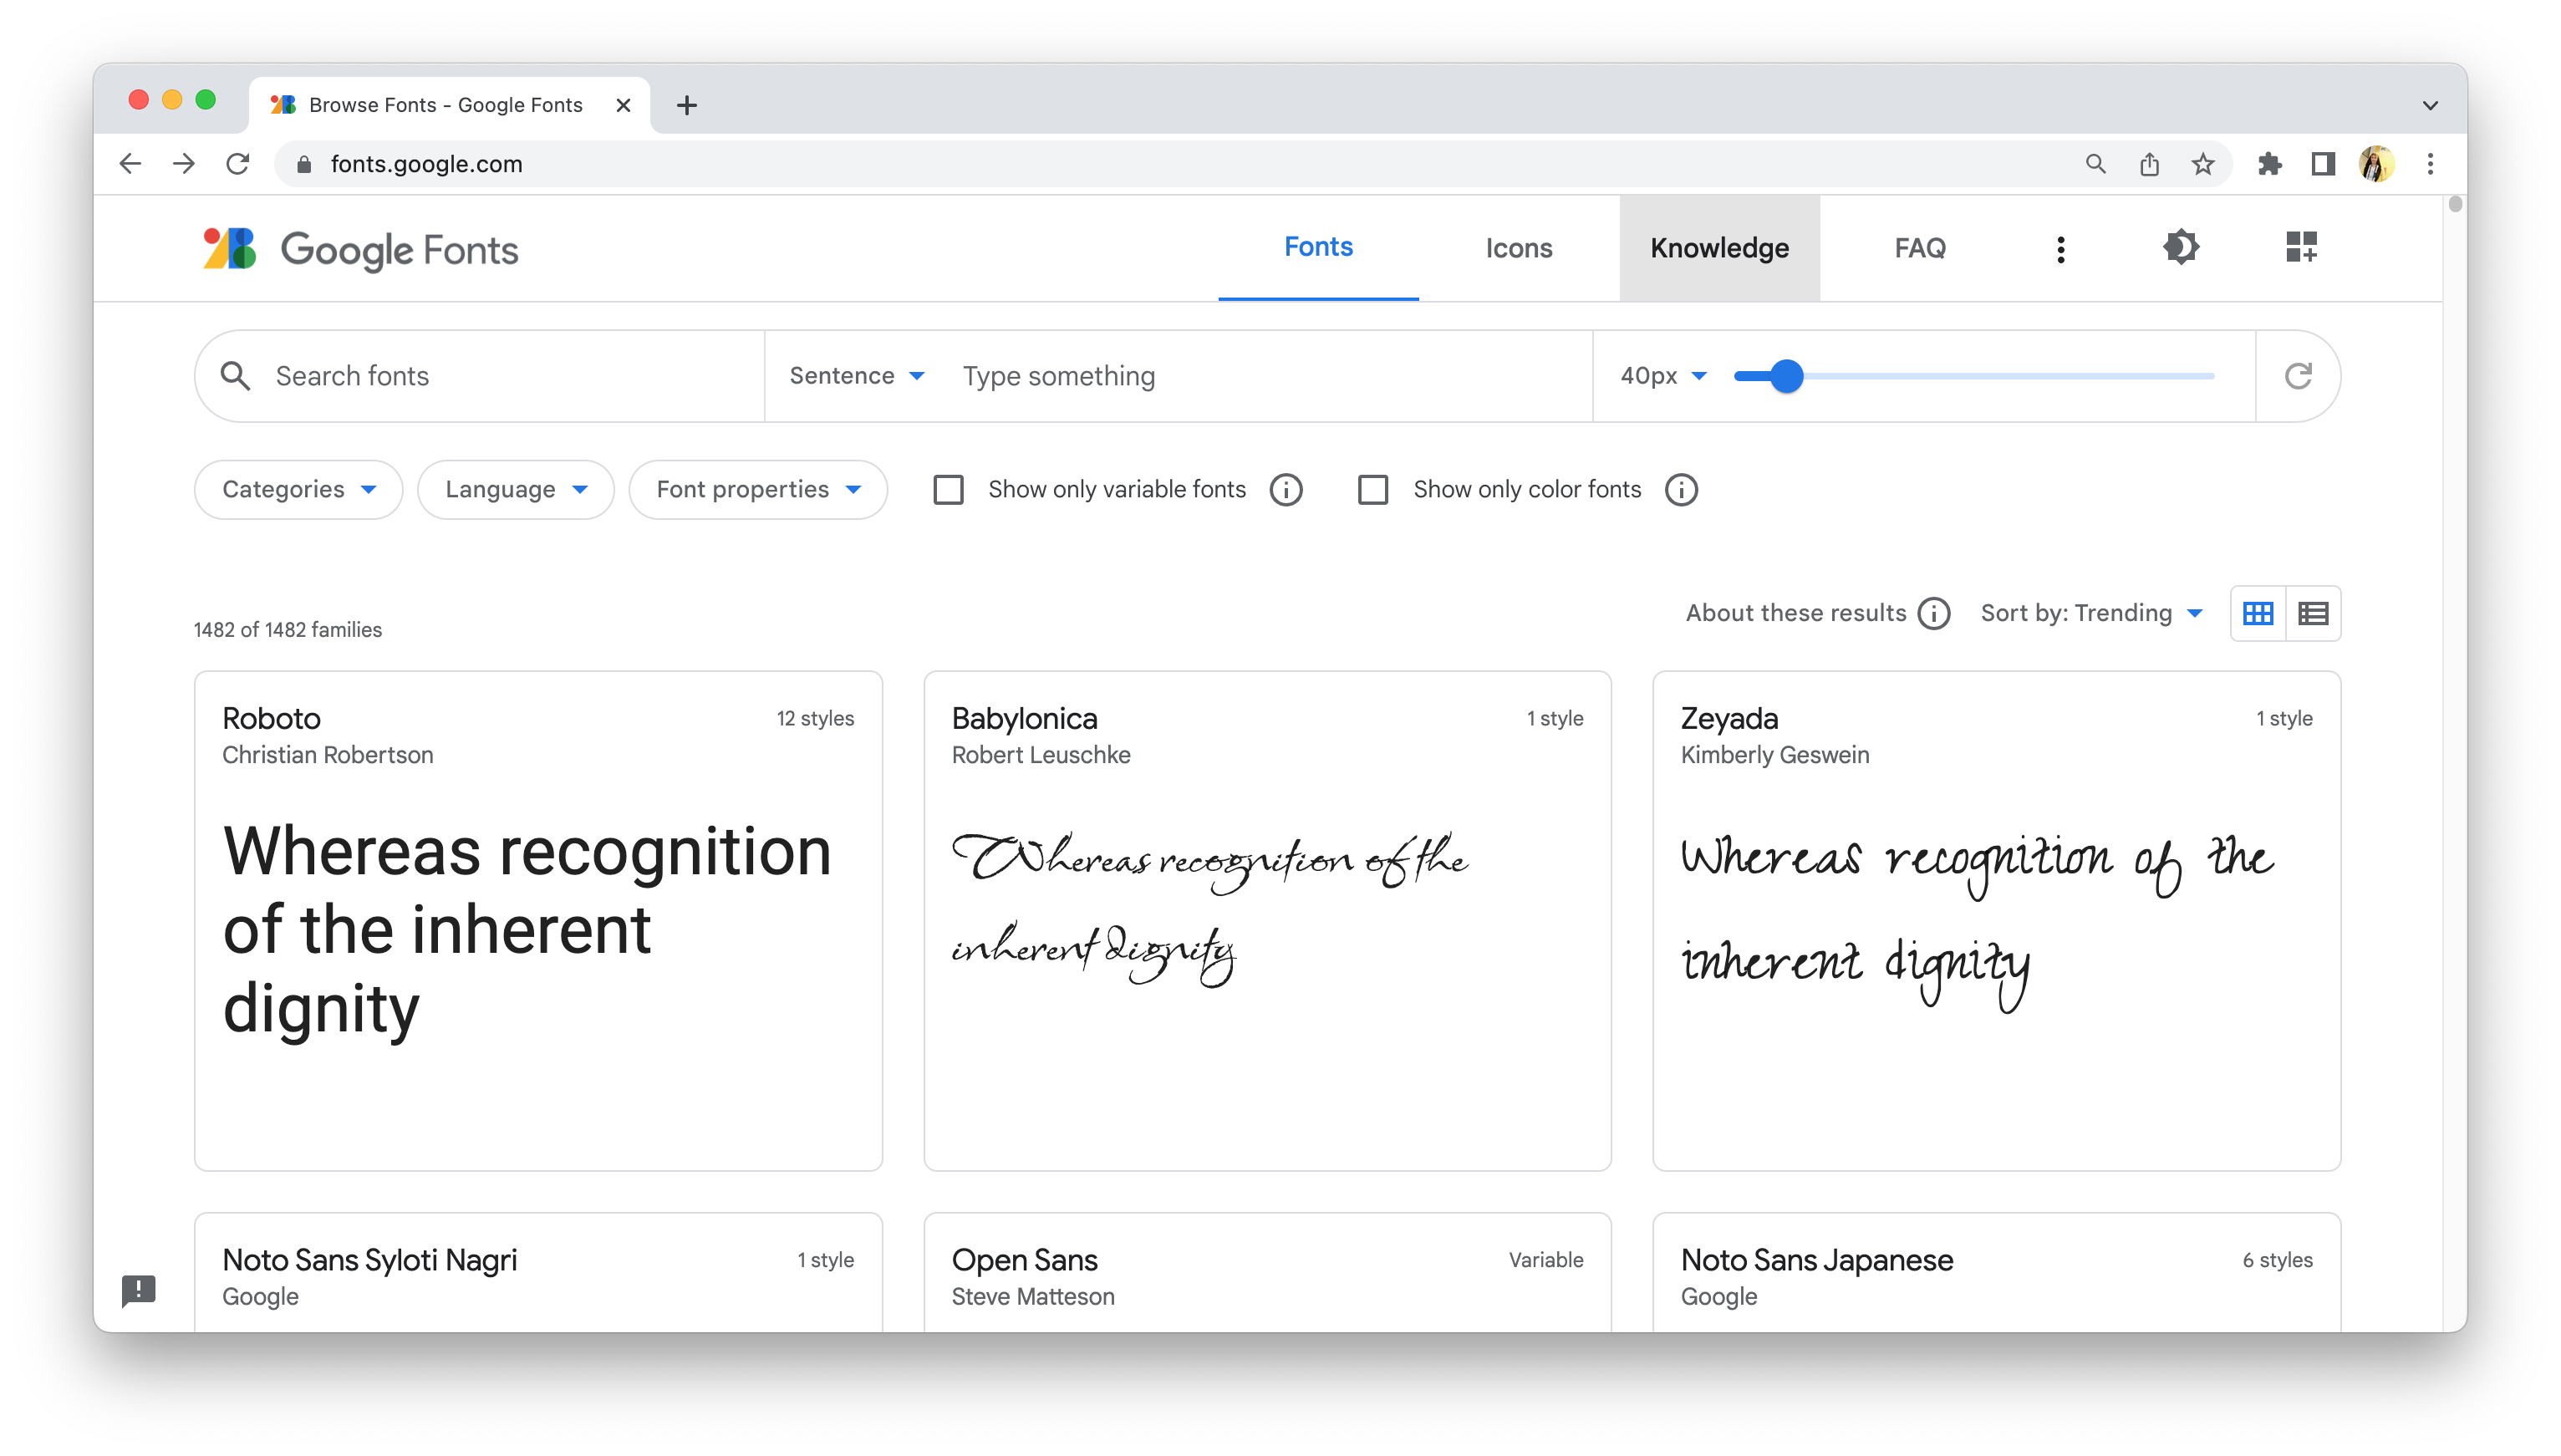 Browse Fonts - Google Fonts
fonts.google.com
Google Fonts
Fonts Icons Knowledge FAQ
Search fonts Sentence Type something 40px
Categories Language Font properties Show only variable fonts Show only color fonts
About these results Sort by: Trending
1482 of 1482 families
Roboto 12 styles
Christian Robertson
Whereas recognition
of the inherent
dignity
Babylonica 1 style
Robert Leuschke
Whereas recognition of the
inherent dignity
Zeyada 1 style
Kimberly Geswein
Whereas recognition of the
inherent dignity
Noto Sans Syloti Nagri 1 style
Google
Open Sans Variable
Steve Matteson
Noto Sans Japanese 6 styles
Google